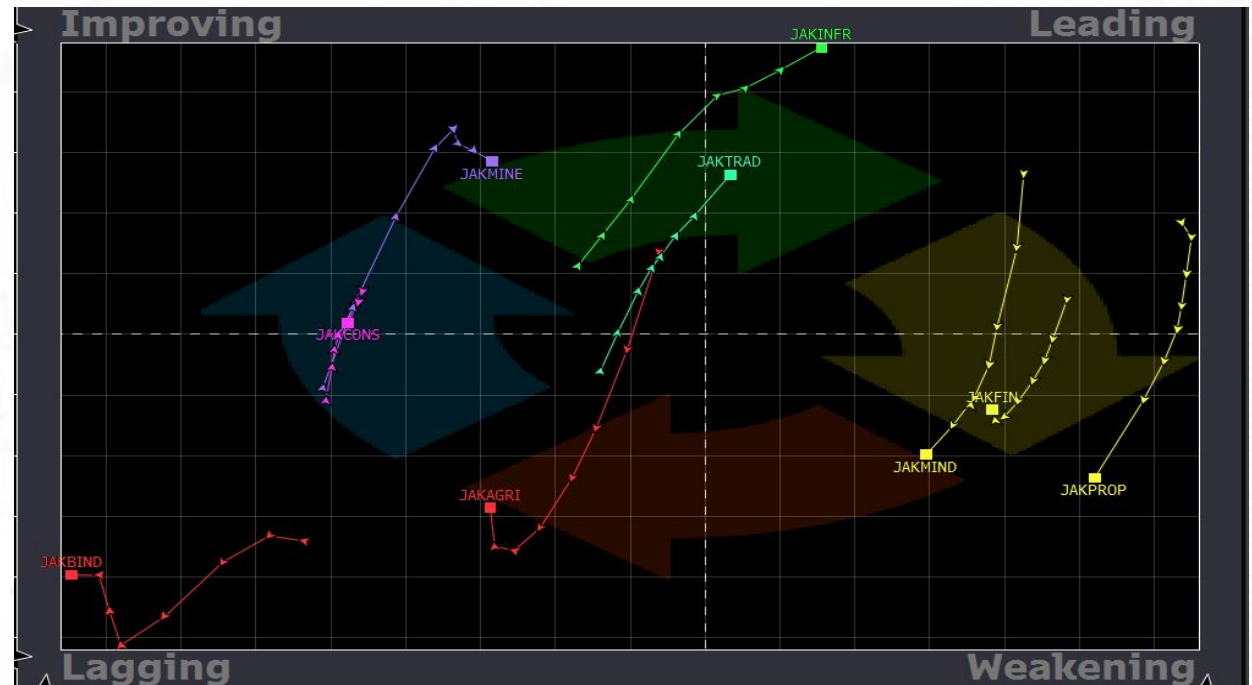 Improving
Leading
JAKINFR
JAKTRAD
JAKMINE
JAKCONS
JAKFIN
JAKMIND
JAKPROP
JAKAGRI
JAKBIND
Lagging
Weakening